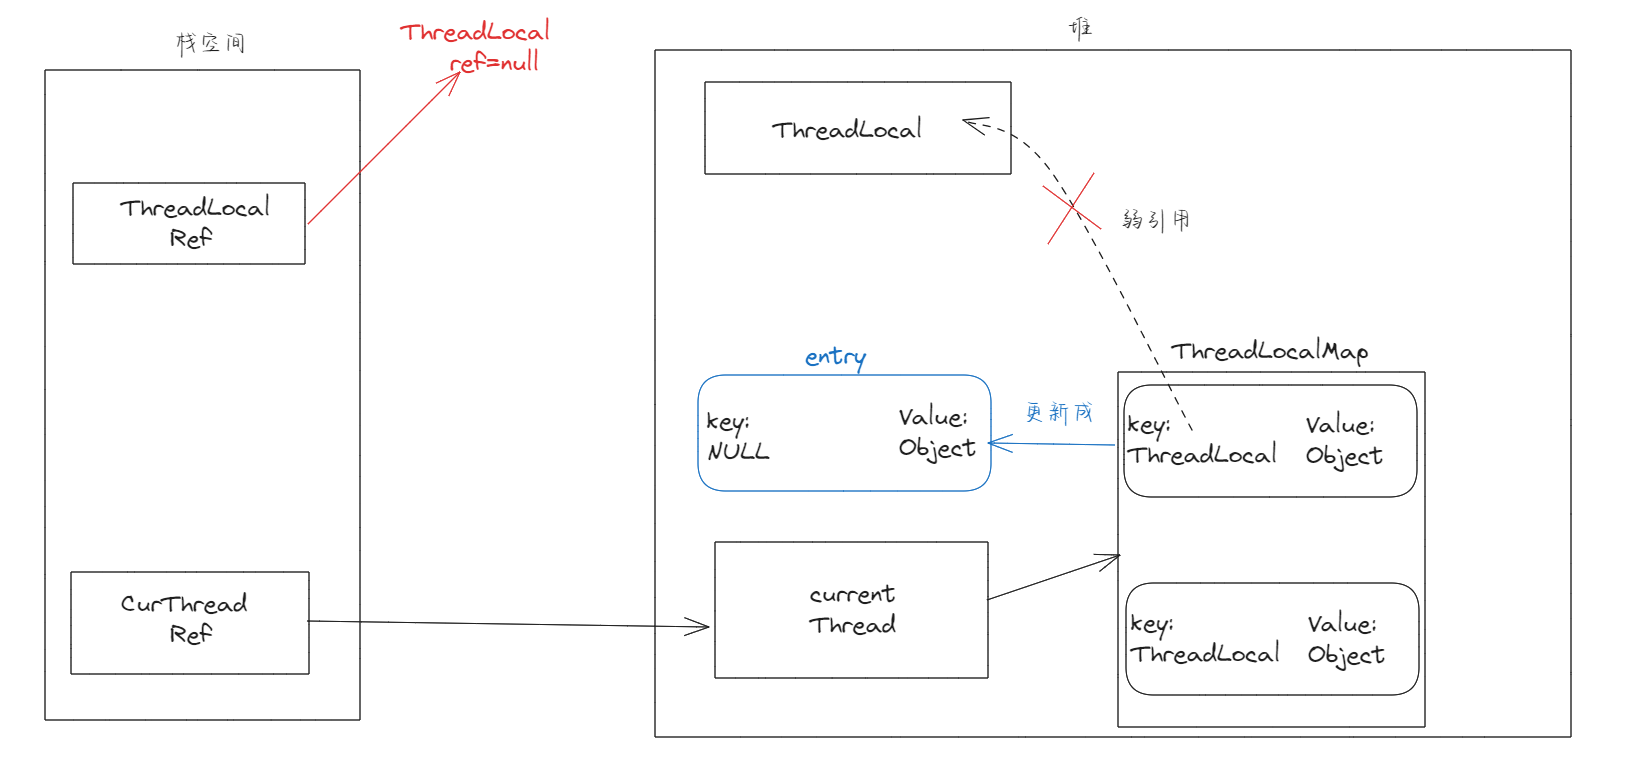 栈空间
ThreadLocal
ref=null
ThreadLocal
Ref
CurThread
Ref
堆
ThreadLocal
弱引用
entry
key:
NULL
Value:
Object
更新成
ThreadLocalMap
key:
ThreadLocal
Value:
Object
current
Thread
key:
ThreadLocal
Value:
Object